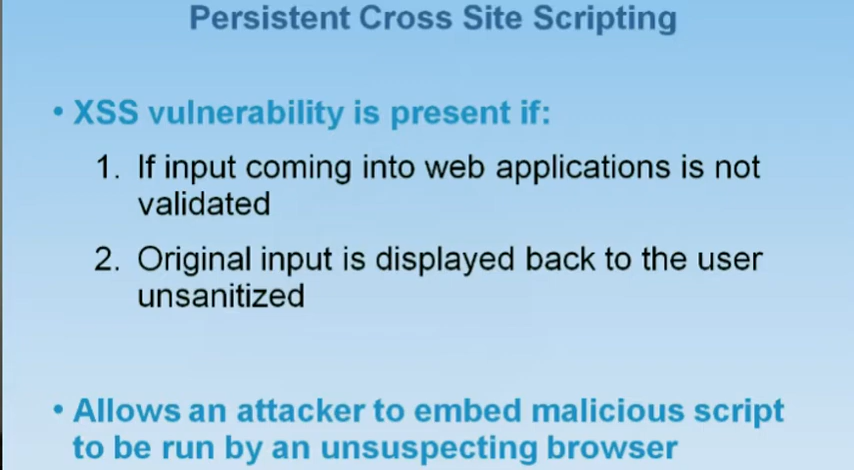 Persistent Cross Site Scripting
• XSS vulnerability is present if:
1. If input coming into web applications is not
validated
2. Original input is displayed back to the user
unsanitized
• Allows an attacker to embed malicious script
to be run by an unsuspecting browser